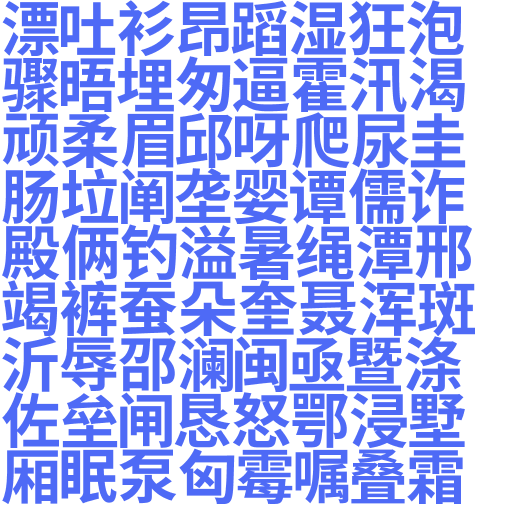 漂吐衫昂蹈湿狂泡
骤晤埋匆逼霍汛渴
顽柔眉邱呀爬尿圭
肠垃阐垄婴谭儒诈
殿俩钓溢暑绳潭邢
竭裤蚕朵奎聂浑斑
沂辱邵澜闽亟暨涤
佐垒闸恳怒鄂浸墅
厢眠泵匈霉嘱叠霜